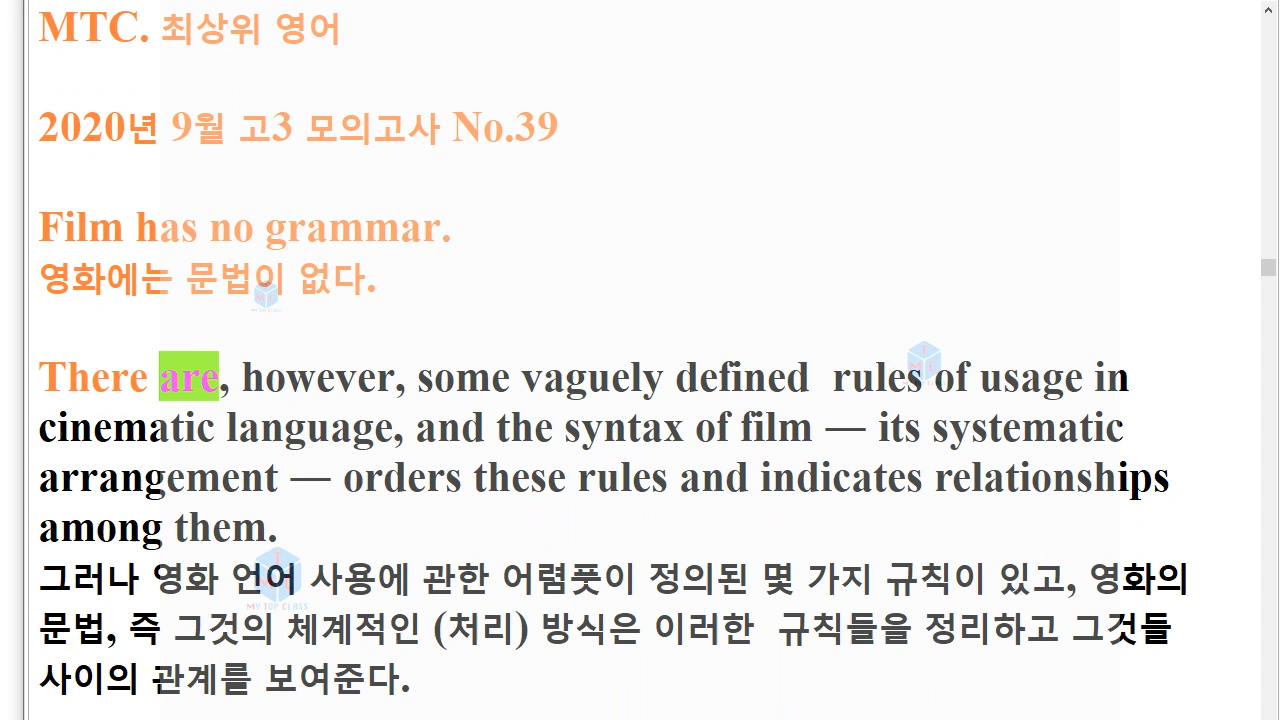 MTC. 최상위 영어
2020년 9월 고3 모의고사 No.39
Film has no grammar.
영화에는 문법이 없다.
There are, however, some vaguely defined  rules of usage in
cinematic language, and the syntax of film — its systematic
arrangement — orders these rules and indicates relationships
among them.
그러나 영화 언어 사용에 관한 어렴풋이 정의된 몇 가지 규칙이 있고, 영화의
문법, 즉 그것의 체계적인 (처리) 방식은 이러한  규칙들을 정리하고 그것들
사이의 관계를 보여준다.
MY TOP CLASS